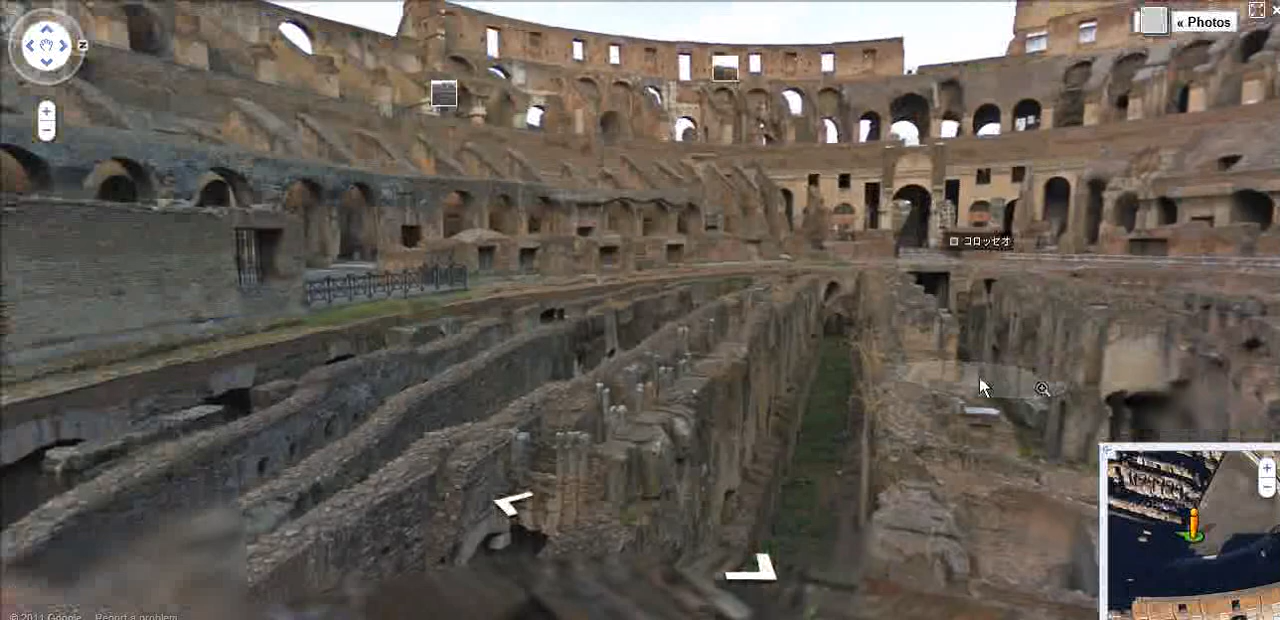 N
« Photos
コロッセオ
© 2011 Google
Report a problem